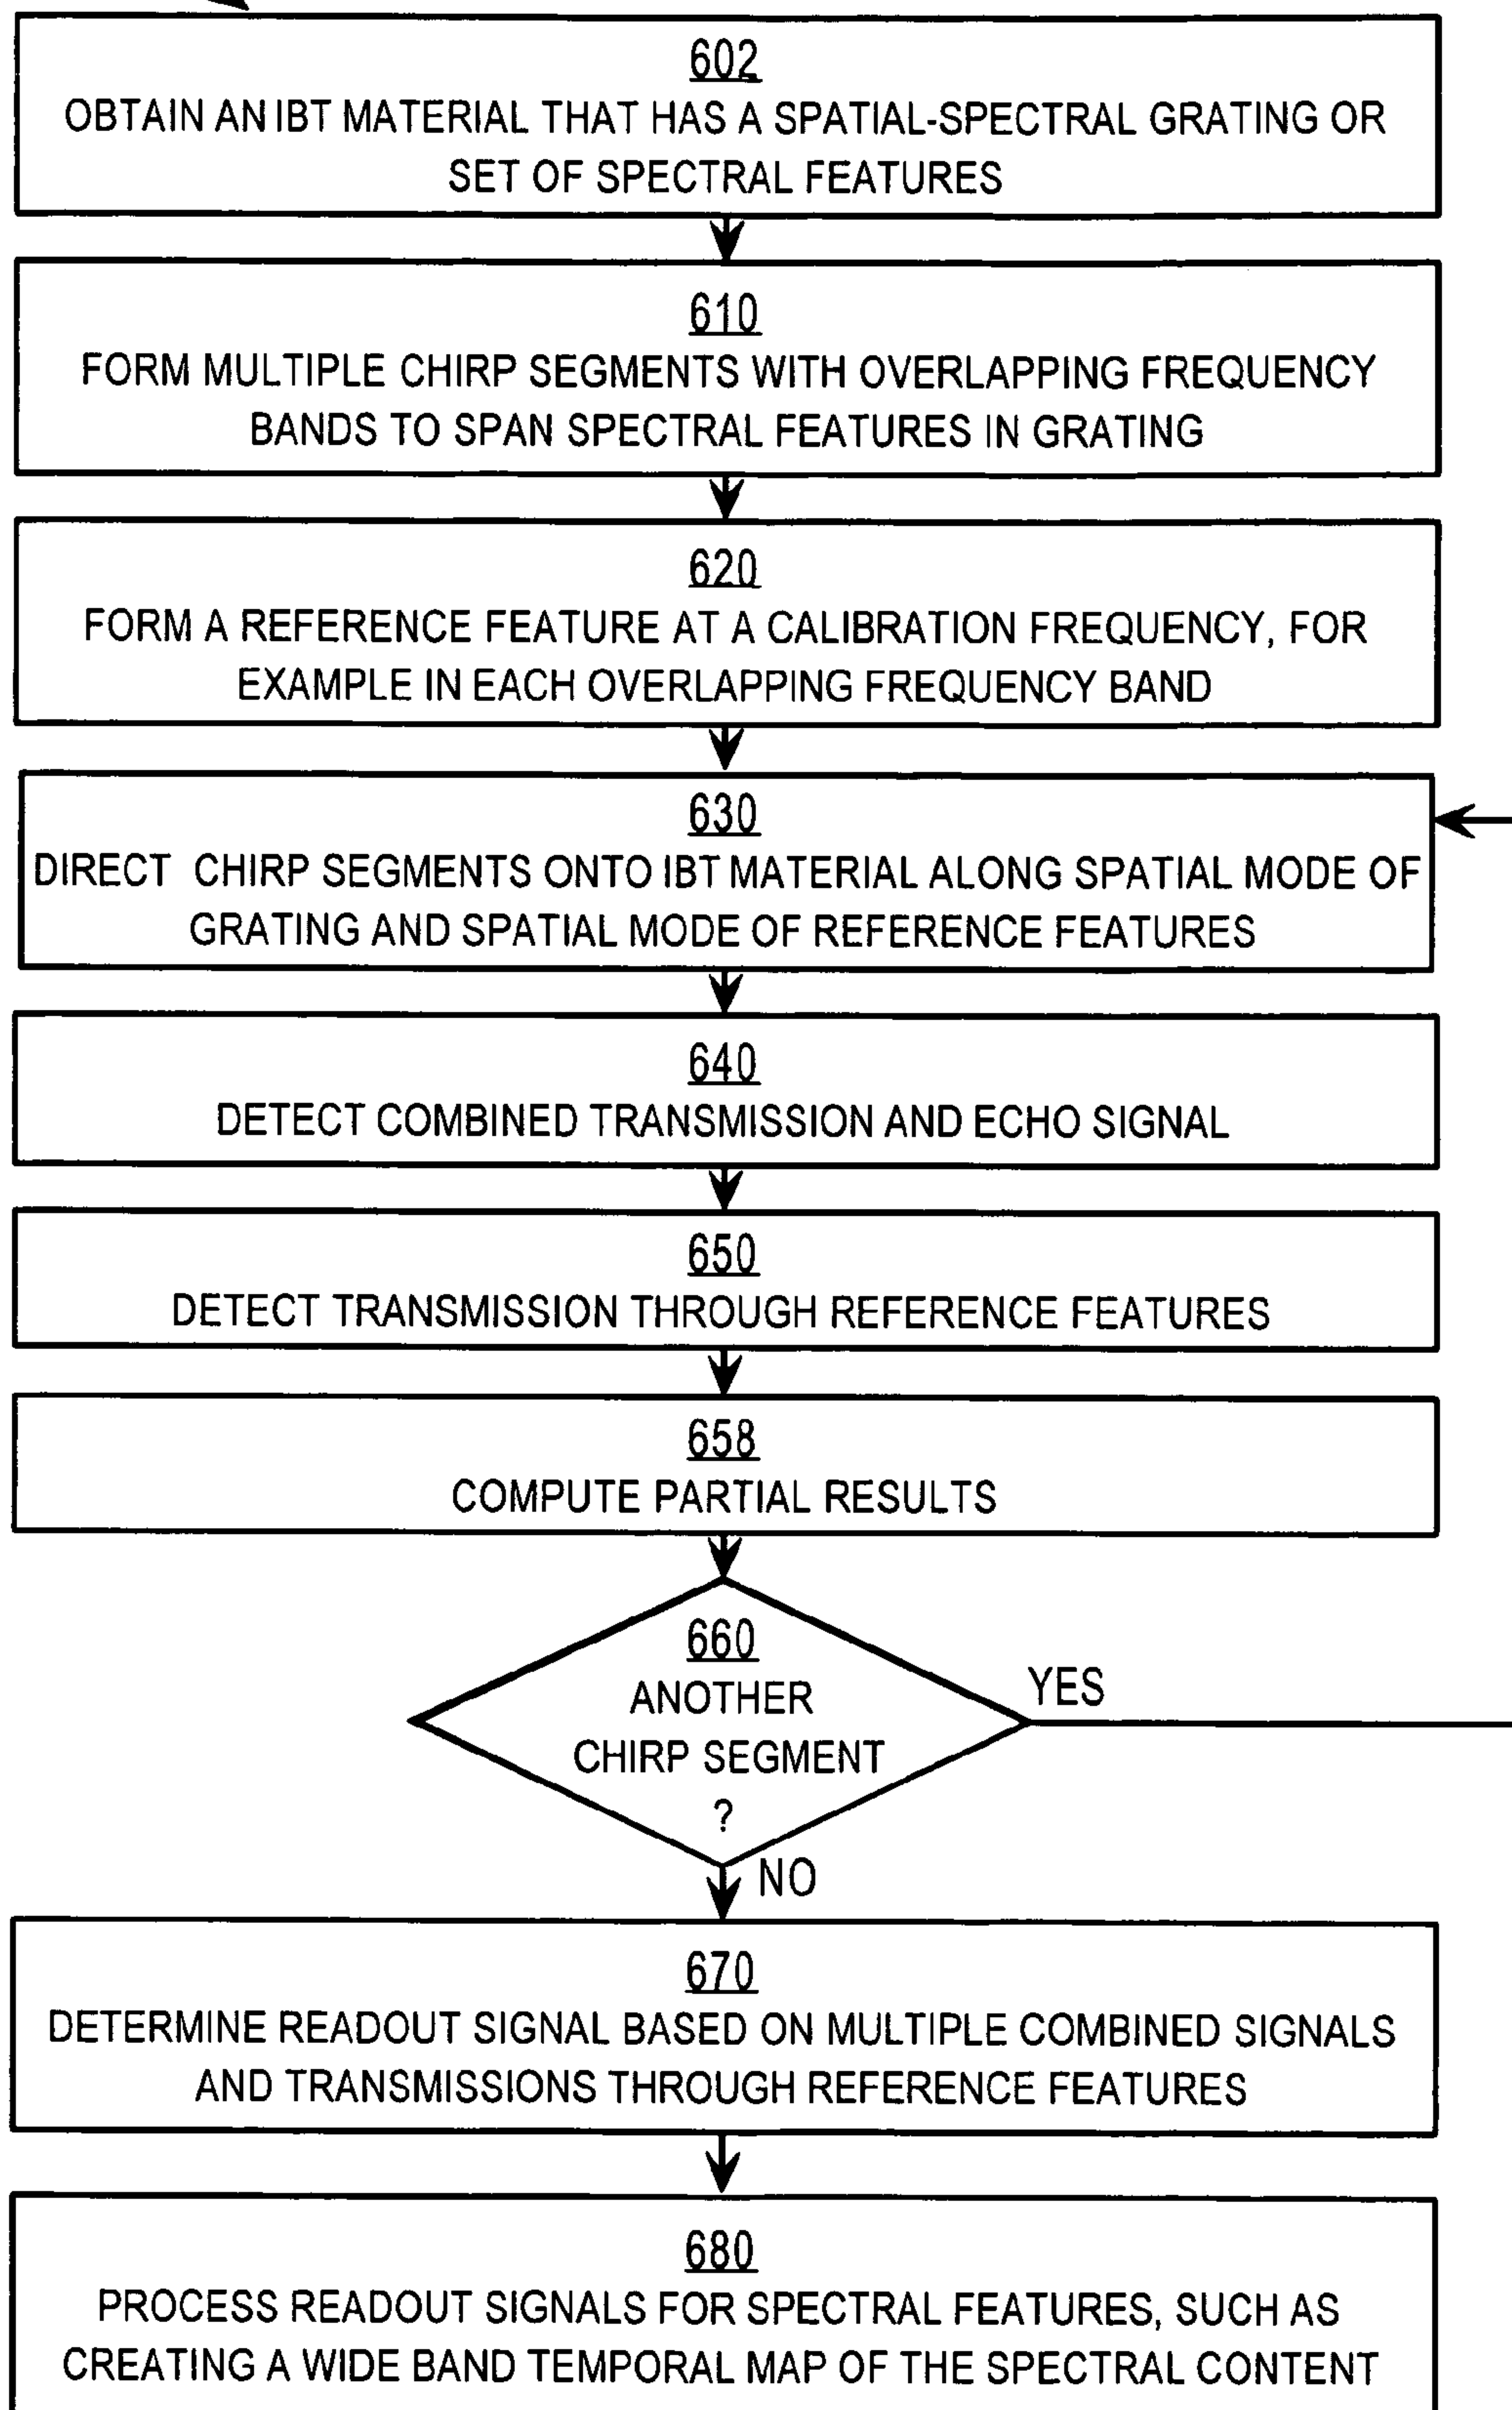 602
OBTAIN AN IBT MATERIAL THAT HAS A SPATIAL-SPECTRAL GRATING OR
SET OF SPECTRAL FEATURES
610
FORM MULTIPLE CHIRP SEGMENTS WITH OVERLAPPING FREQUENCY
BANDS TO SPAN SPECTRAL FEATURES IN GRATING
620
FORM A REFERENCE FEATURE AT A CALIBRATION FREQUENCY, FOR
EXAMPLE IN EACH OVERLAPPING FREQUENCY BAND
630
DIRECT CHIRP SEGMENTS ONTO IBT MATERIAL ALONG SPATIAL MODE OF
GRATING AND SPATIAL MODE OF REFERENCE FEATURES
640
DETECT COMBINED TRANSMISSION AND ECHO SIGNAL
650
DETECT TRANSMISSION THROUGH REFERENCE FEATURES
658
COMPUTE PARTIAL RESULTS
660
ANOTHER
CHIRP SEGMENT
?
YES
NO
670
DETERMINE READOUT SIGNAL BASED ON MULTIPLE COMBINED SIGNALS
AND TRANSMISSIONS THROUGH REFERENCE FEATURES
680
PROCESS READOUT SIGNALS FOR SPECTRAL FEATURES, SUCH AS
CREATING A WIDE BAND TEMPORAL MAP OF THE SPECTRAL CONTENT